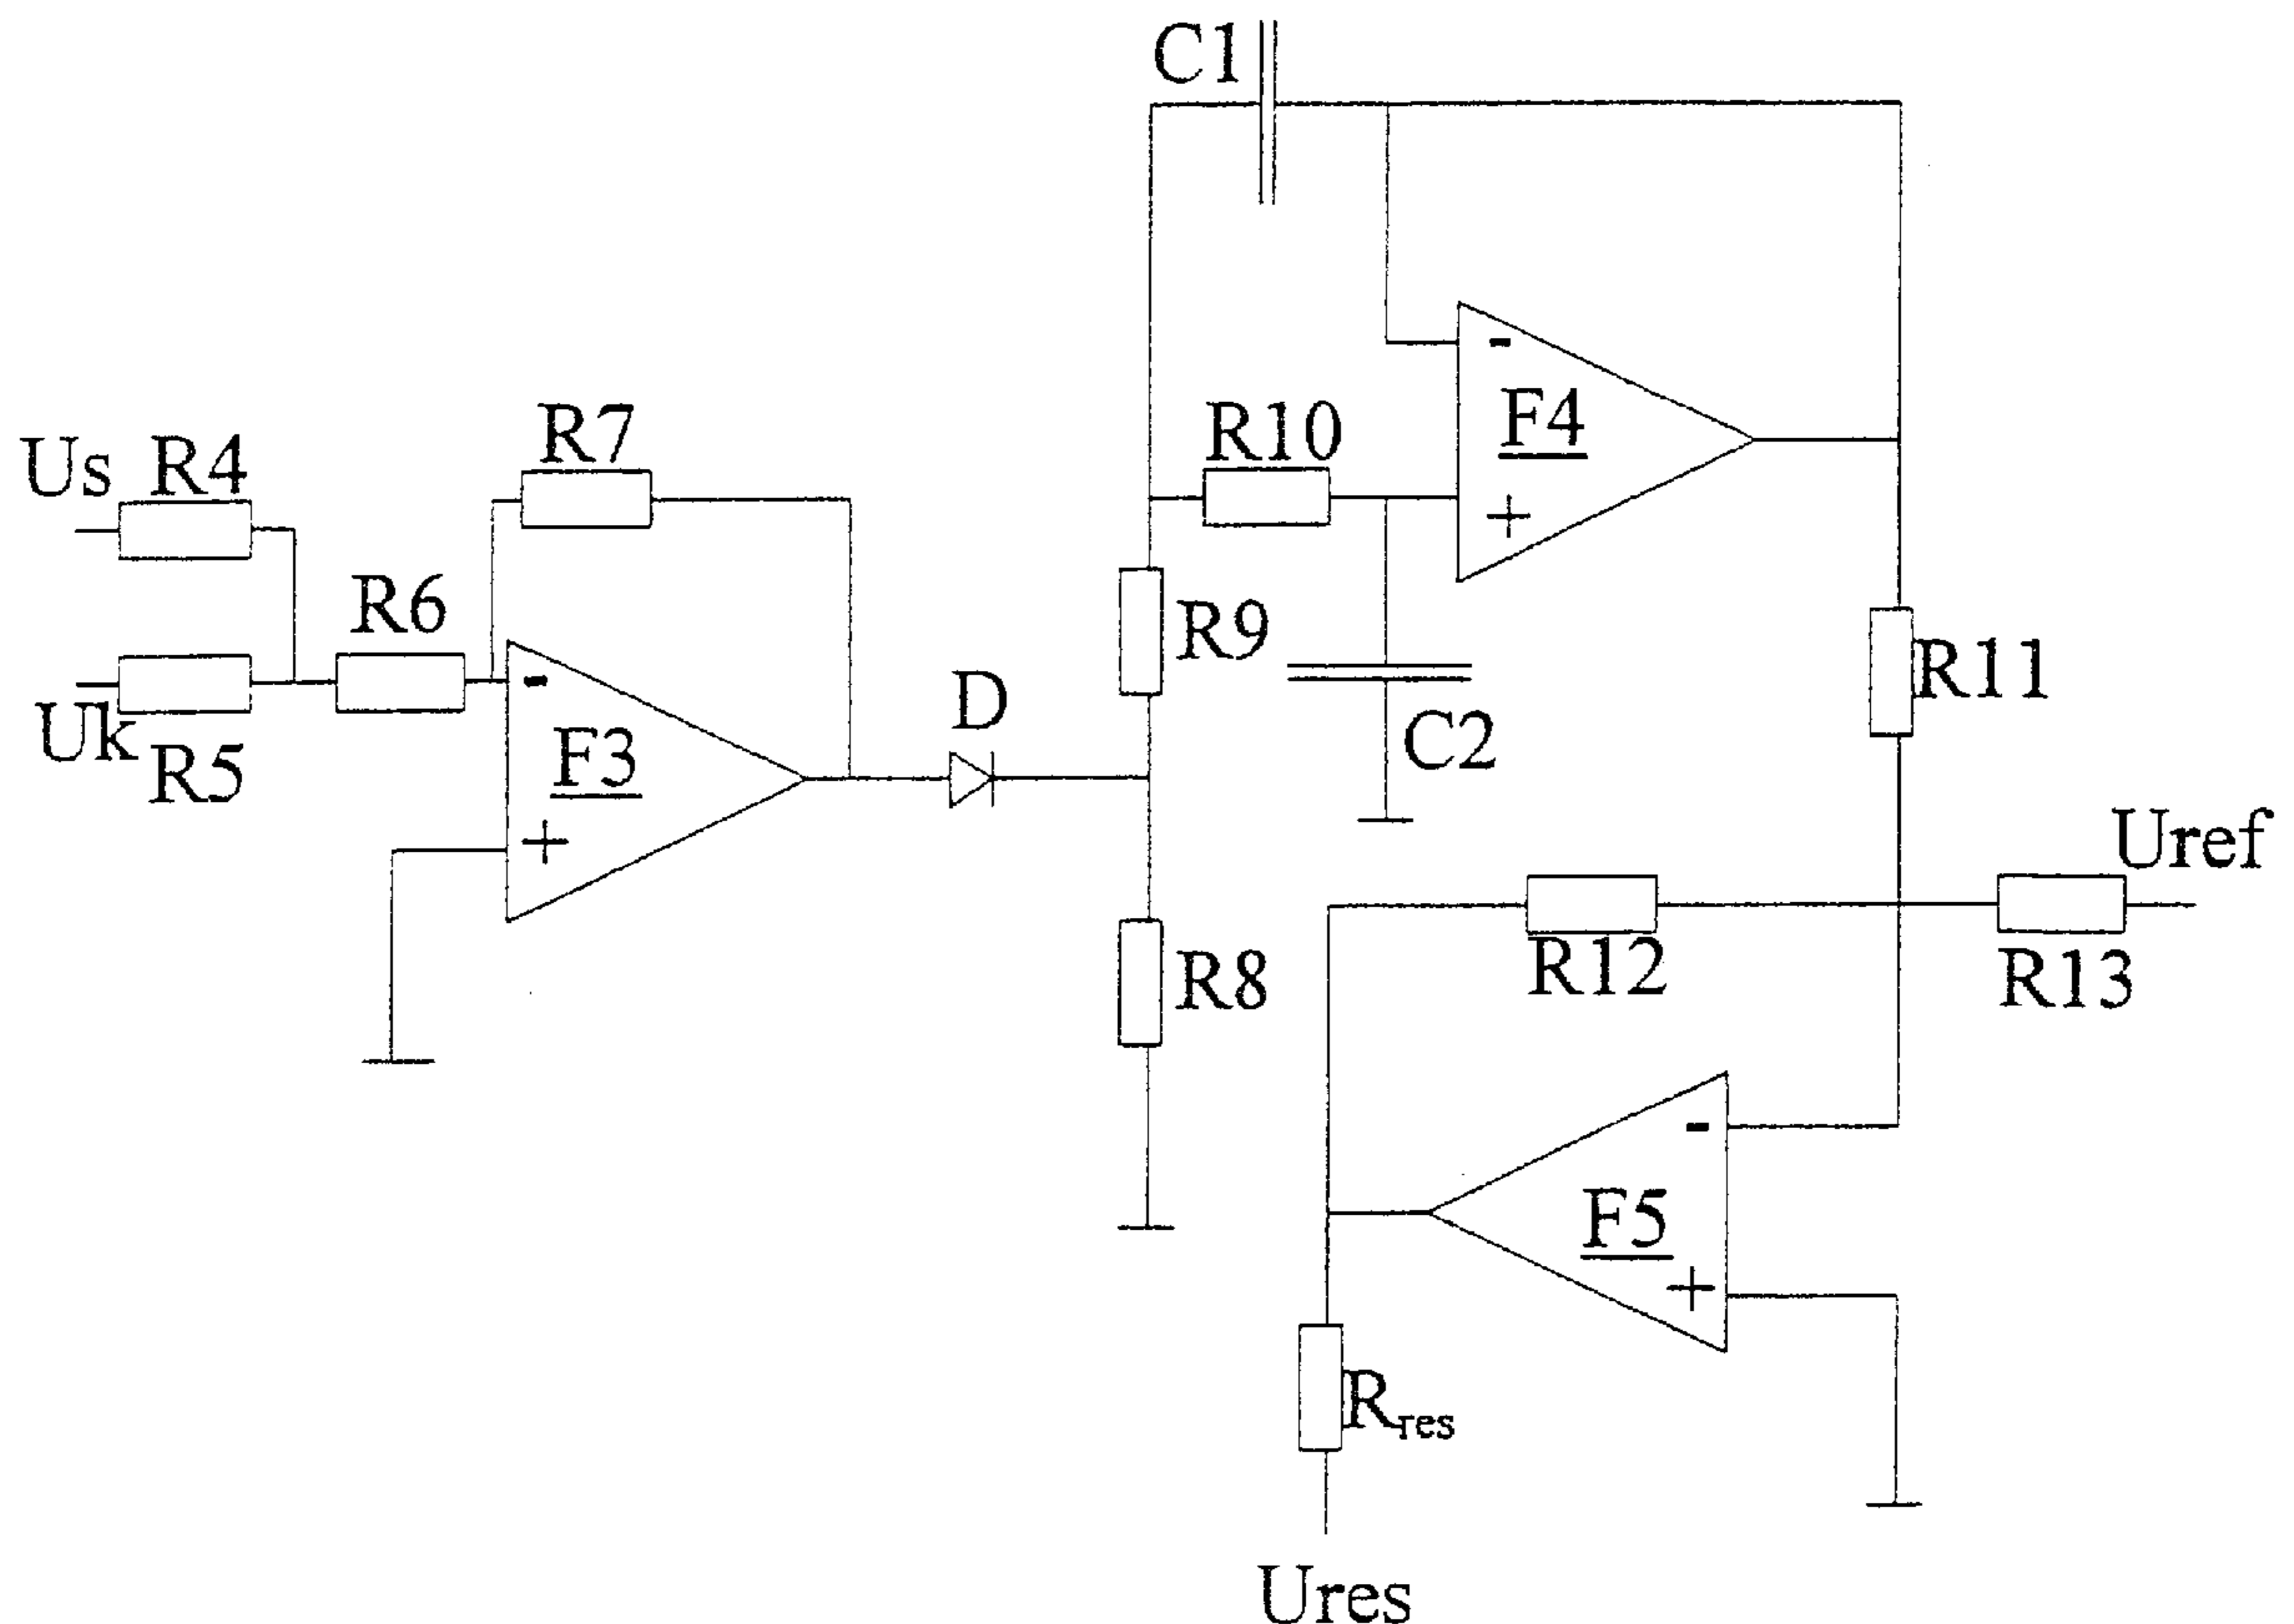 C1
R10
-
F4
+
Us
R4
R7
R6
R9
R11
Uk
R5
-
F3
+
D
C2
Uref
R8
R12
R13
-
F5
+
Rres
Ures